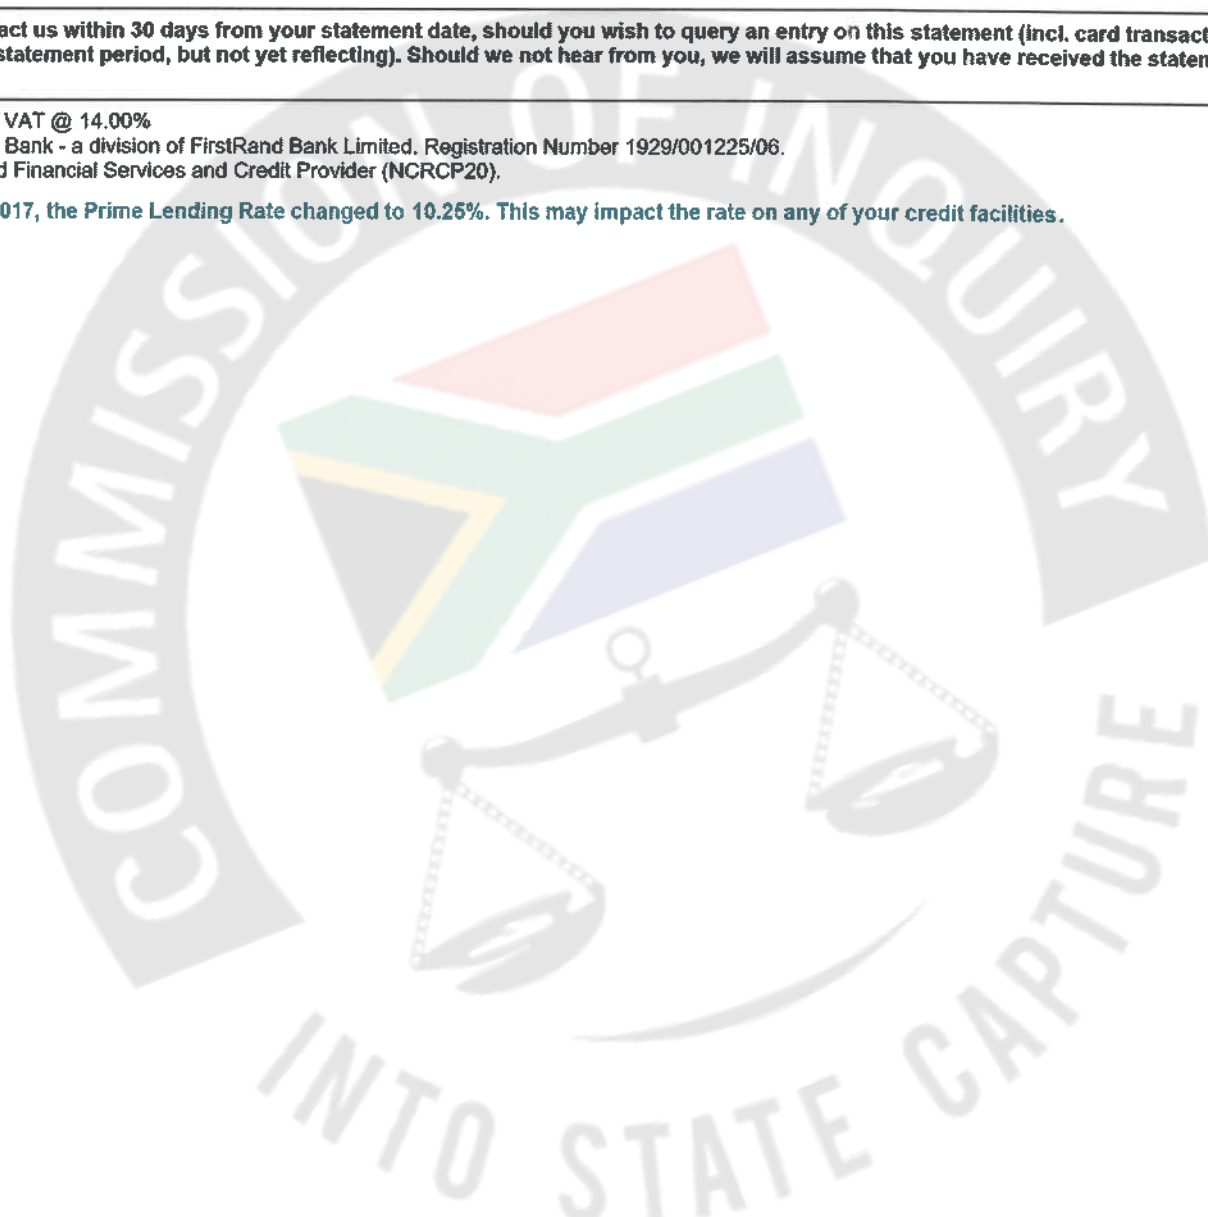 act us within 30 days from your statement date, should you wish to query an entry on this statement (incl. card transact
statement period, but not yet reflecting). Should we not hear from you, we will assume that you have received the staten
VAT @ 14.00%
Bank - a division of FirstRand Bank Limited. Registration Number 1929/001225/06.
d Financial Services and Credit Provider (NCRCP20).
017, the Prime Lending Rate changed to 10.25%. This may impact the rate on any of your credit facilities.
COMMISSION OF INQUIRY
INTO STATE CAPTURE